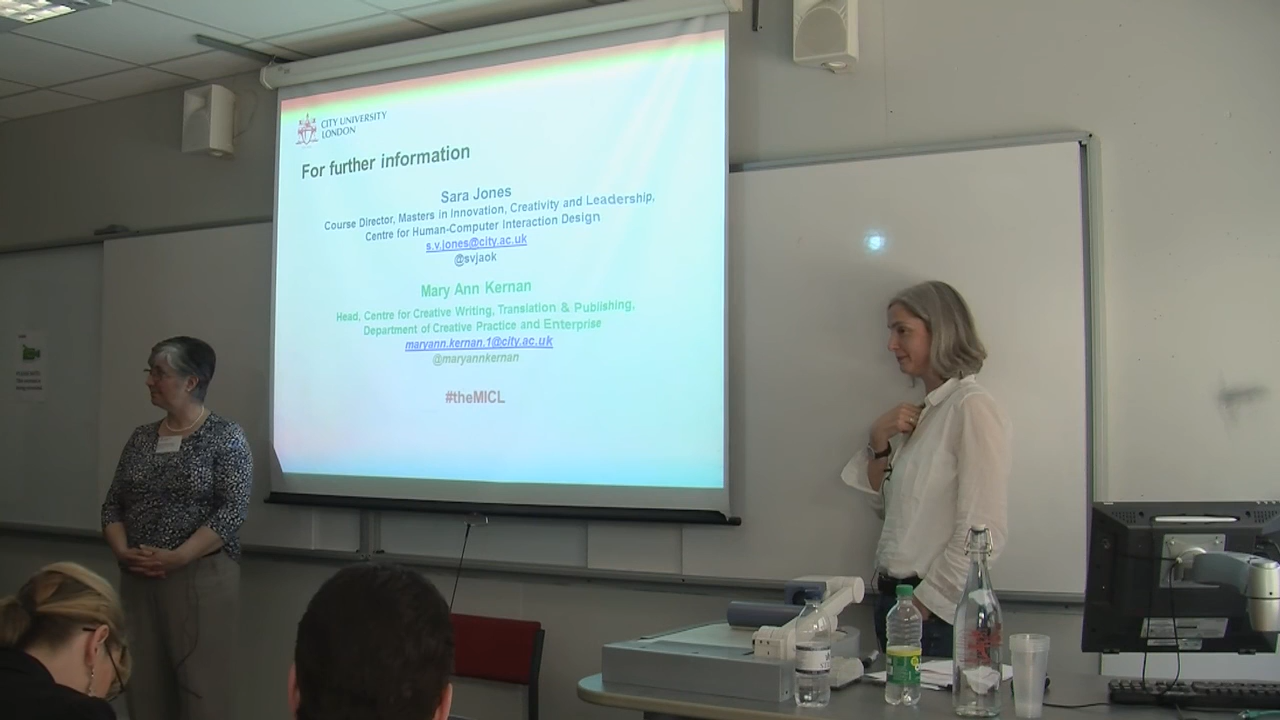 CITY UNIVERSITY
LONDON
For further information
Sara Jones
Course Director, Masters in Innovation, Creativity and Leadership,
Centre for Human-Computer Interaction Design
s.v.jones@city.ac.uk
@svjaok
Mary Ann Kernan
Head, Centre for Creative Writing, Translation & Publishing,
Department of Creative Practice and Enterprise
maryann.kernan.1@city.ac.uk
@maryannkernan
#theMICL